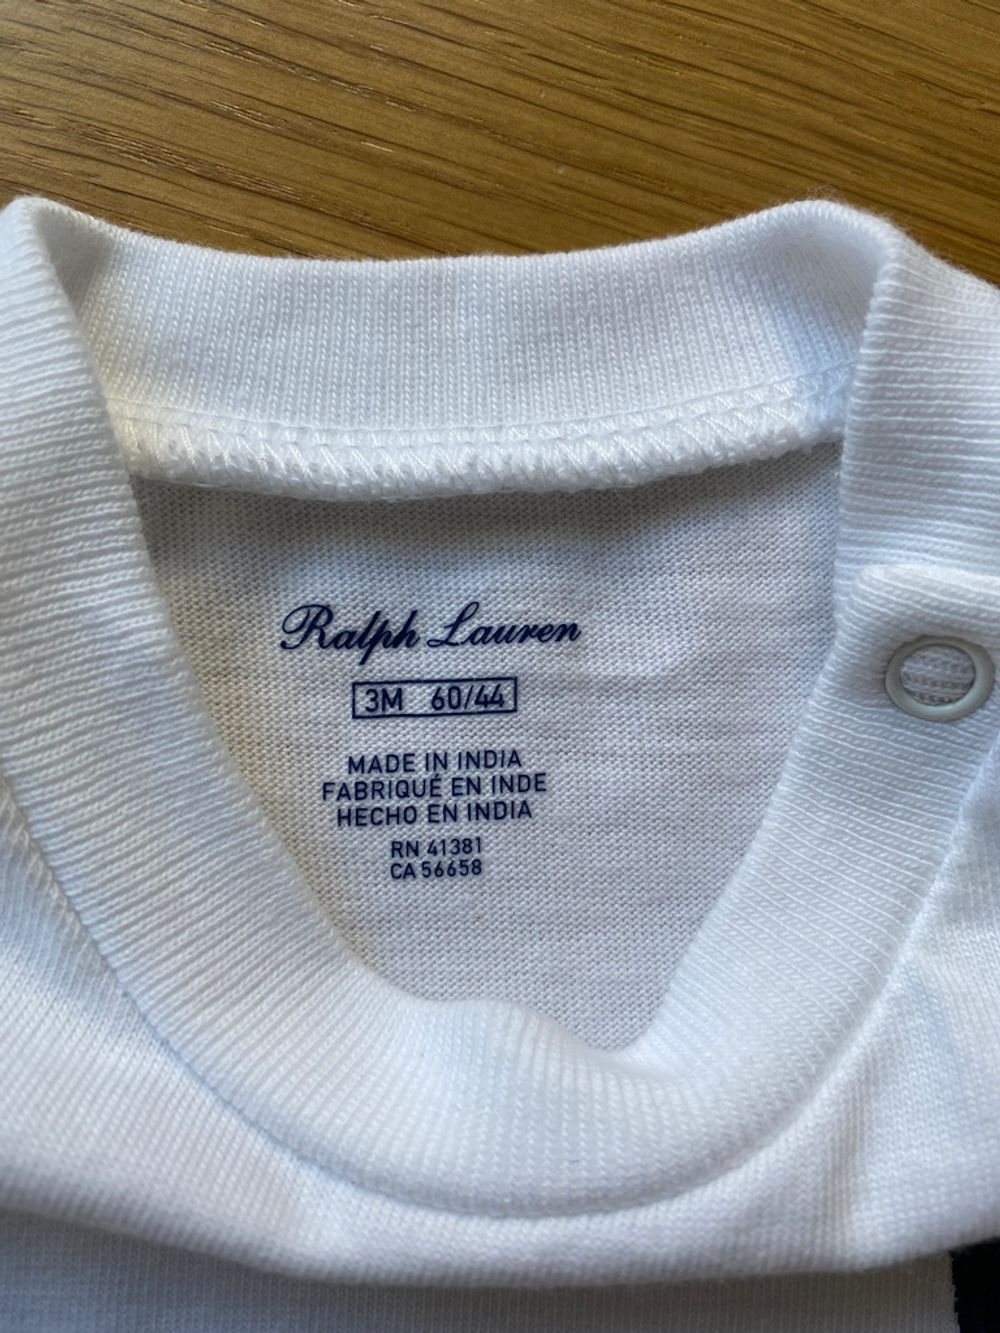 Ralph Lauren
3M 60/44
MADE IN INDIA
FABRIQUÉ EN INDE
HECHO EN INDIA
RN 41381
CA 56658